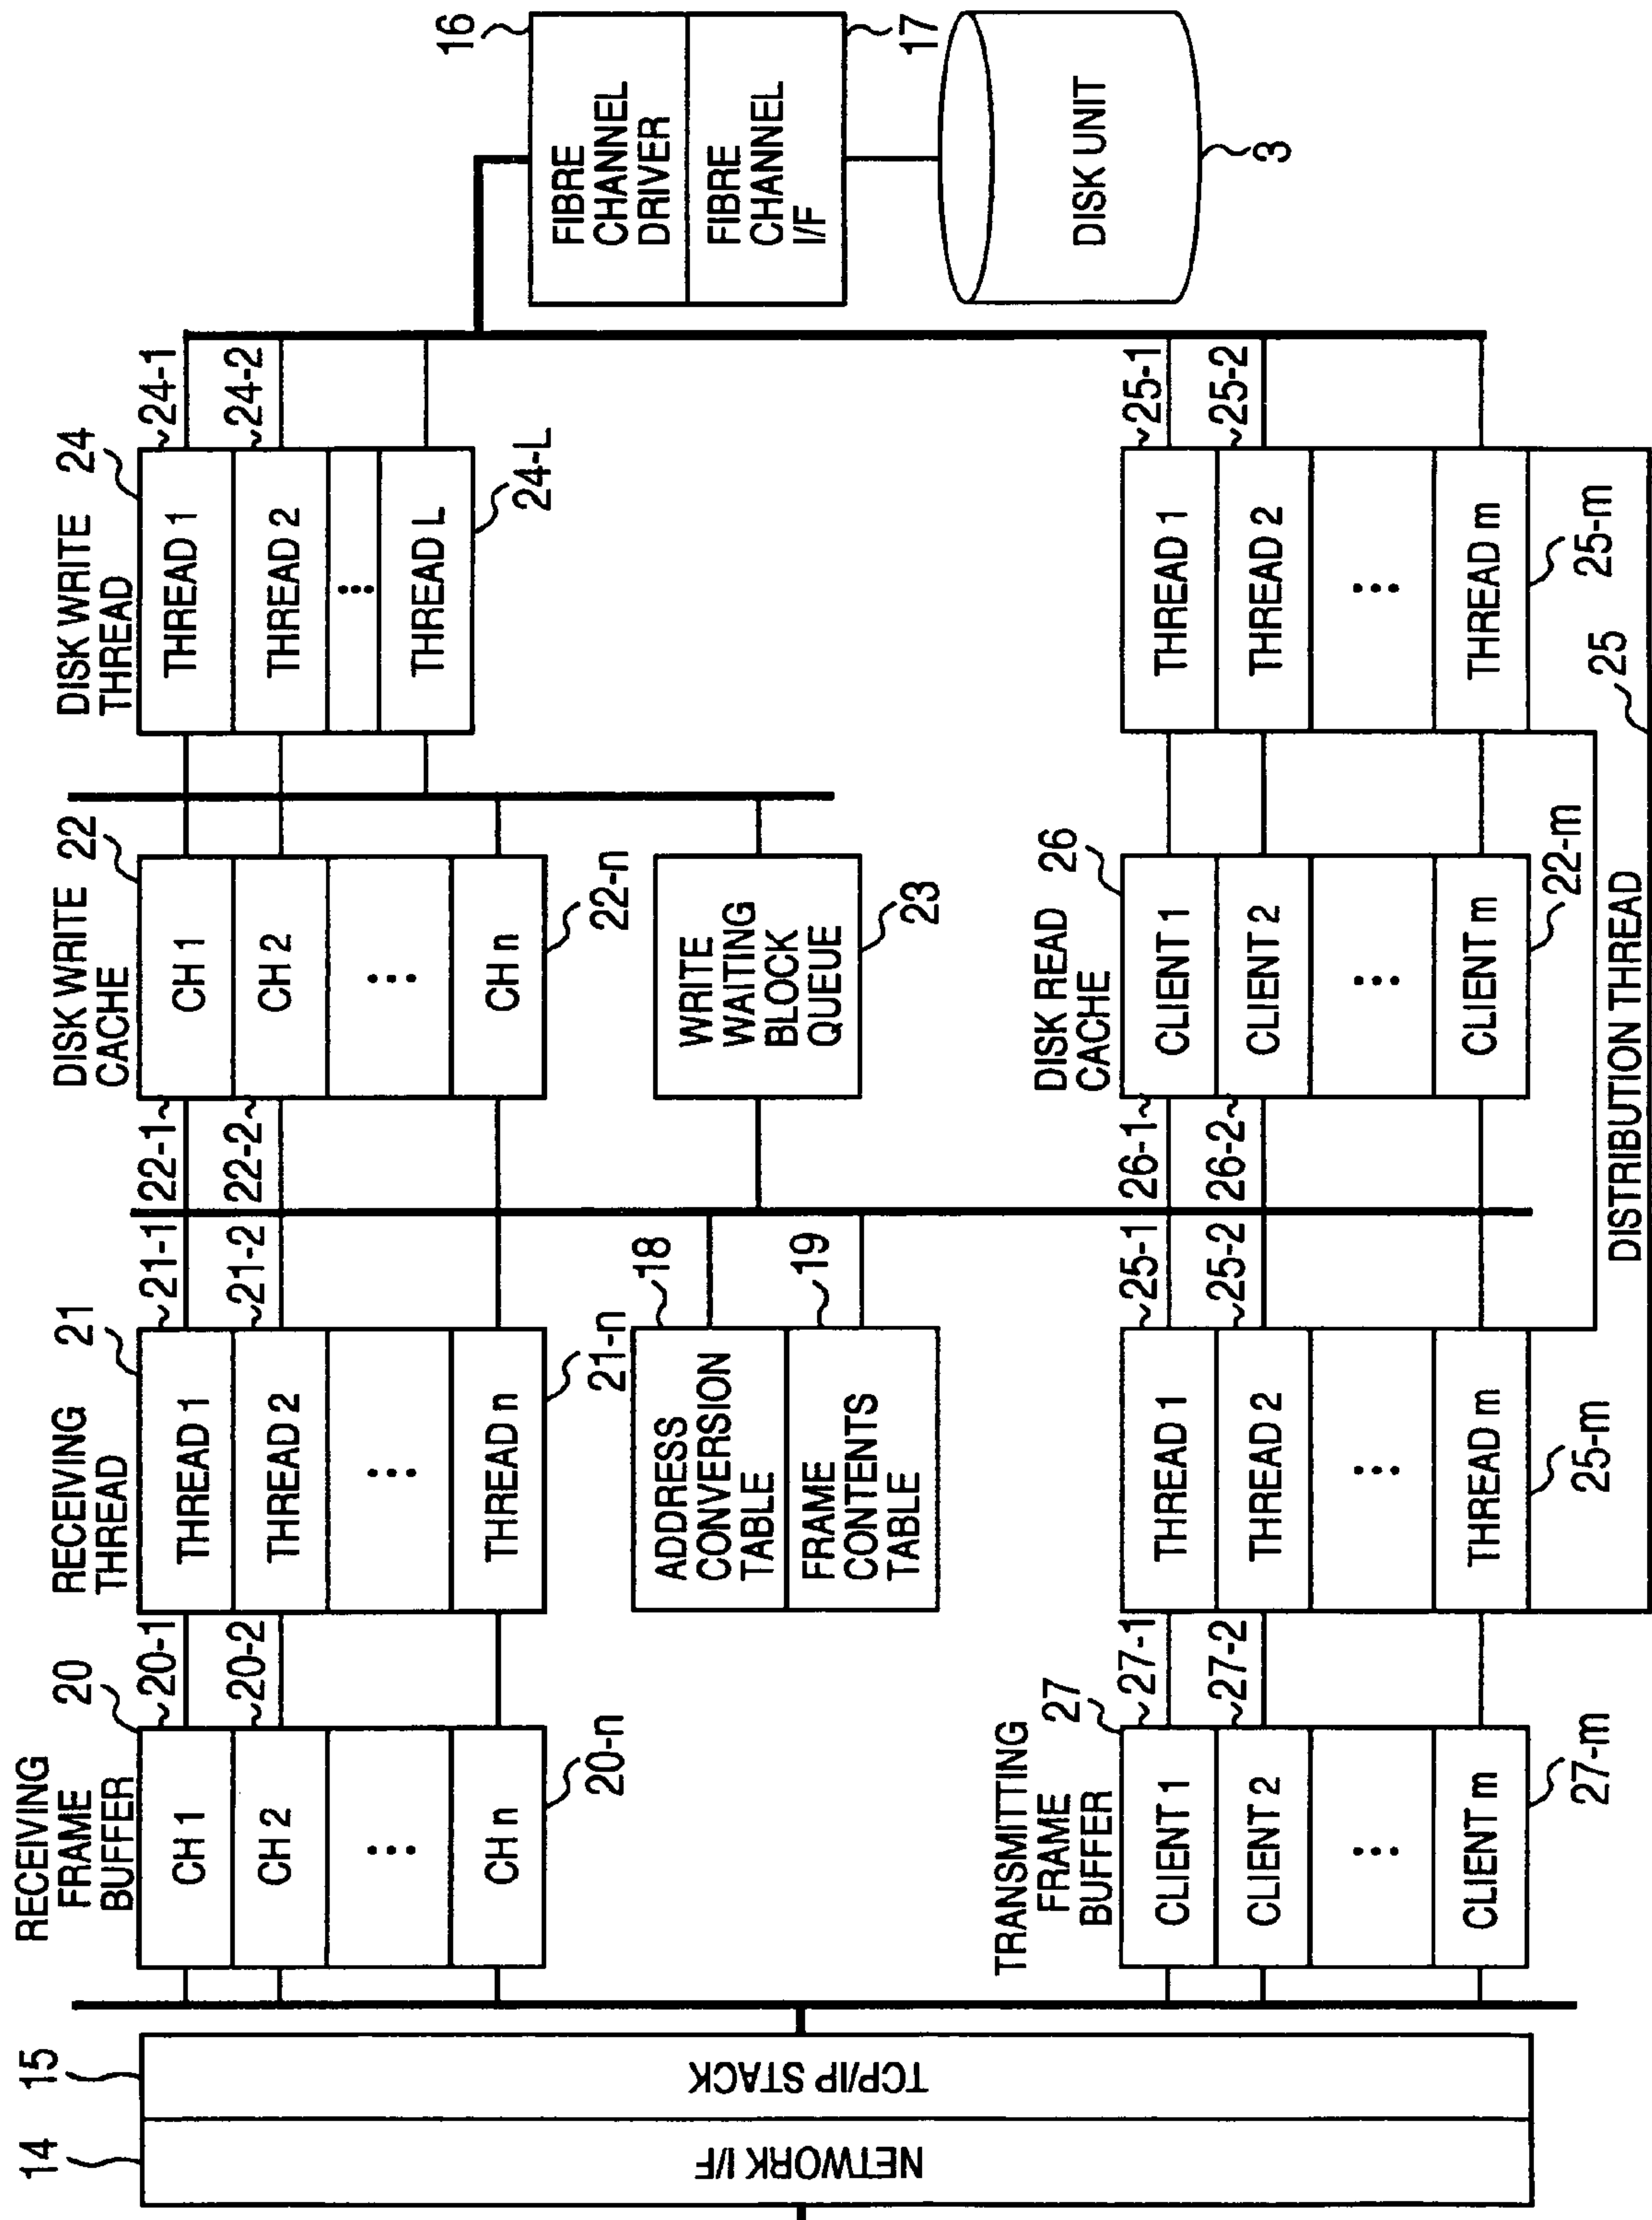 14
15
NETWORK I/F
TCP/IP STACK
RECEIVING
FRAME
BUFFER
20
CH 1
CH 2
...
CH n
20-1
20-2
20-n
RECEIVING
THREAD
21
THREAD 1
THREAD 2
...
THREAD n
21-1
21-2
21-n
DISK WRITE
CACHE
22
22-1
22-2
CH 1
CH 2
...
CH n
22-n
DISK WRITE
THREAD
24
THREAD 1
THREAD 2
...
THREAD L
24-1
24-2
24-L
ADDRESS
CONVERSION
TABLE
18
FRAME
CONTENTS
TABLE
19
WRITE
WAITING
BLOCK
QUEUE
23
16
FIBRE
CHANNEL
DRIVER
FIBRE
CHANNEL
I/F
17
DISK UNIT
3
TRANSMITTING
FRAME
BUFFER
27
CLIENT 1
CLIENT 2
...
CLIENT m
27-1
27-2
27-m
THREAD 1
THREAD 2
...
THREAD m
25-1
25-2
25-m
DISK READ
CACHE
26
26-1
26-2
CLIENT 1
CLIENT 2
...
CLIENT m
22-m
THREAD 1
THREAD 2
...
THREAD m
25-1
25-2
25-m
DISTRIBUTION THREAD
25